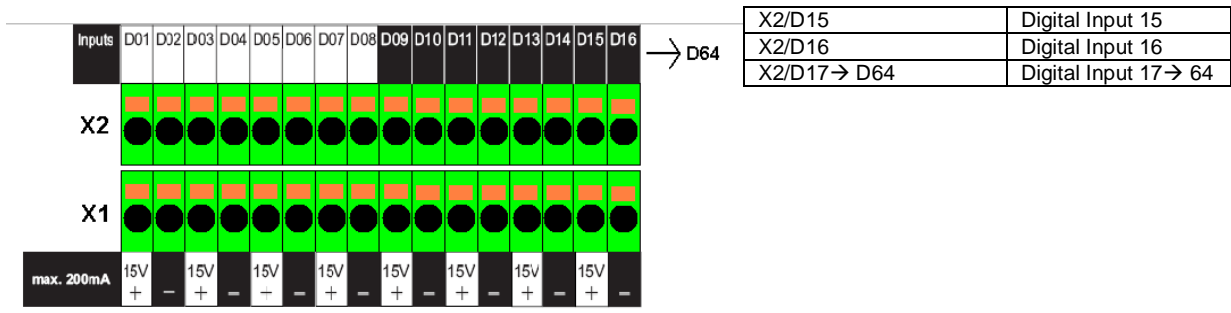 Inputs D01 D02 D03 D04 D05 D06 D07 D08 D09 D10 D11 D12 D13 D14 D15 D16 → D64
X2
X1
max. 200mA 15V + − 15V + − 15V + − 15V + − 15V + − 15V + − 15V + − 15V + −
X2/D15 Digital Input 15
X2/D16 Digital Input 16
X2/D17→ D64 Digital Input 17→ 64